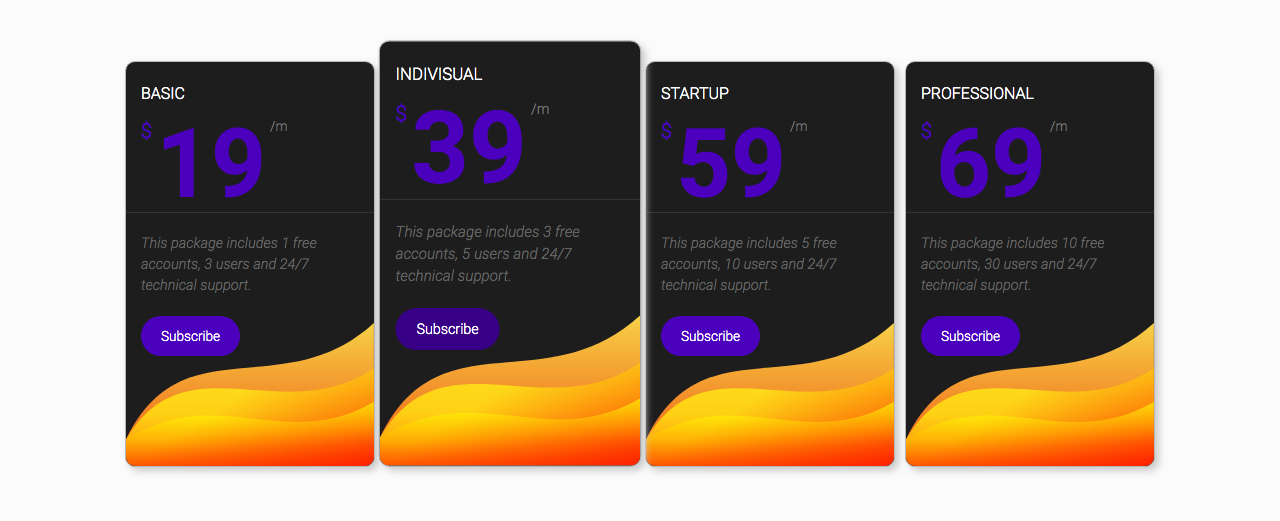 BASIC
$19 /m
This package includes 1 free
accounts, 3 users and 24/7
technical support.
Subscribe
INDIVISUAL
$39 /m
This package includes 3 free
accounts, 5 users and 24/7
technical support.
Subscribe
STARTUP
$59 /m
This package includes 5 free
accounts, 10 users and 24/7
technical support.
Subscribe
PROFESSIONAL
$69 /m
This package includes 10 free
accounts, 30 users and 24/7
technical support.
Subscribe